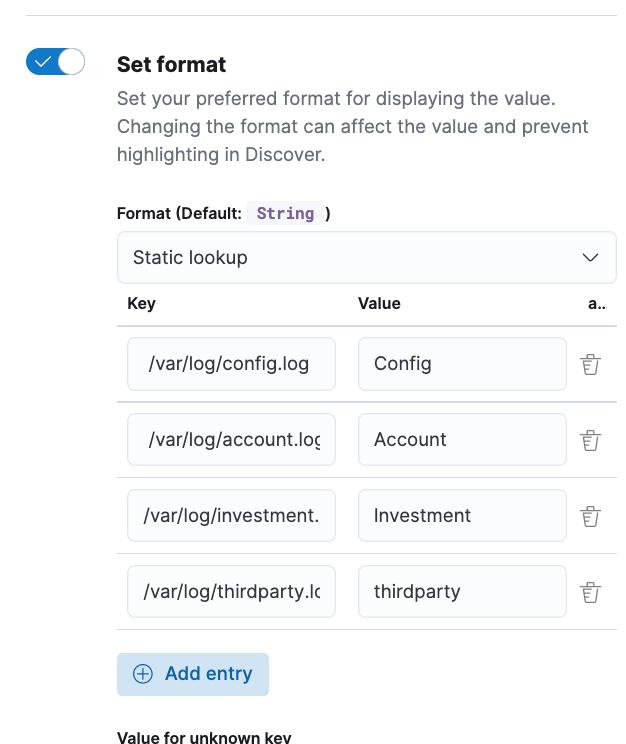 Set format
Set your preferred format for displaying the value.
Changing the format can affect the value and prevent
highlighting in Discover.
Format (Default: String )
Static lookup
Key Value a..
/var/log/config.log Config
/var/log/account.log Account
/var/log/investment. Investment
/var/log/thirdparty.lo thirdparty
Add entry
Value for unknown key